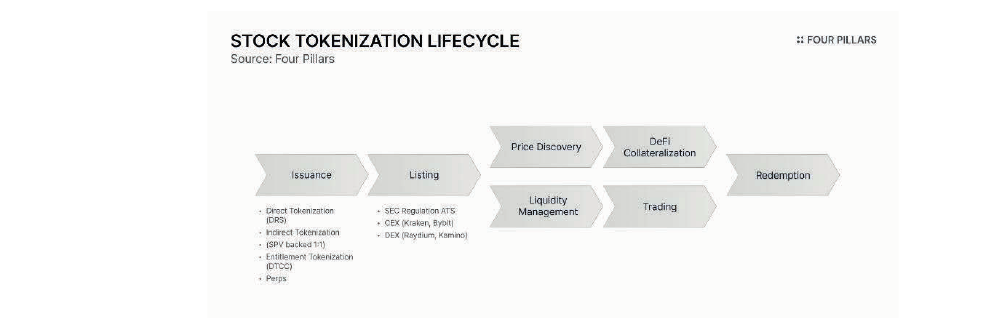 STOCK TOKENIZATION LIFECYCLE
Source: Four Pillars
FOUR PILLARS
Issuance
Listing
Price Discovery
DeFi
Collateralization
Liquidity
Management
Trading
Redemption
• Direct Tokenization
(DRS)
• Indirect Tokenization
• (SPV backed 1:1)
• Entitlement Tokenization
(DTCC)
• Perps
• SEC Regulation ATS
• CEX (Kraken, Bybit)
• DEX (Raydium, Kamino)